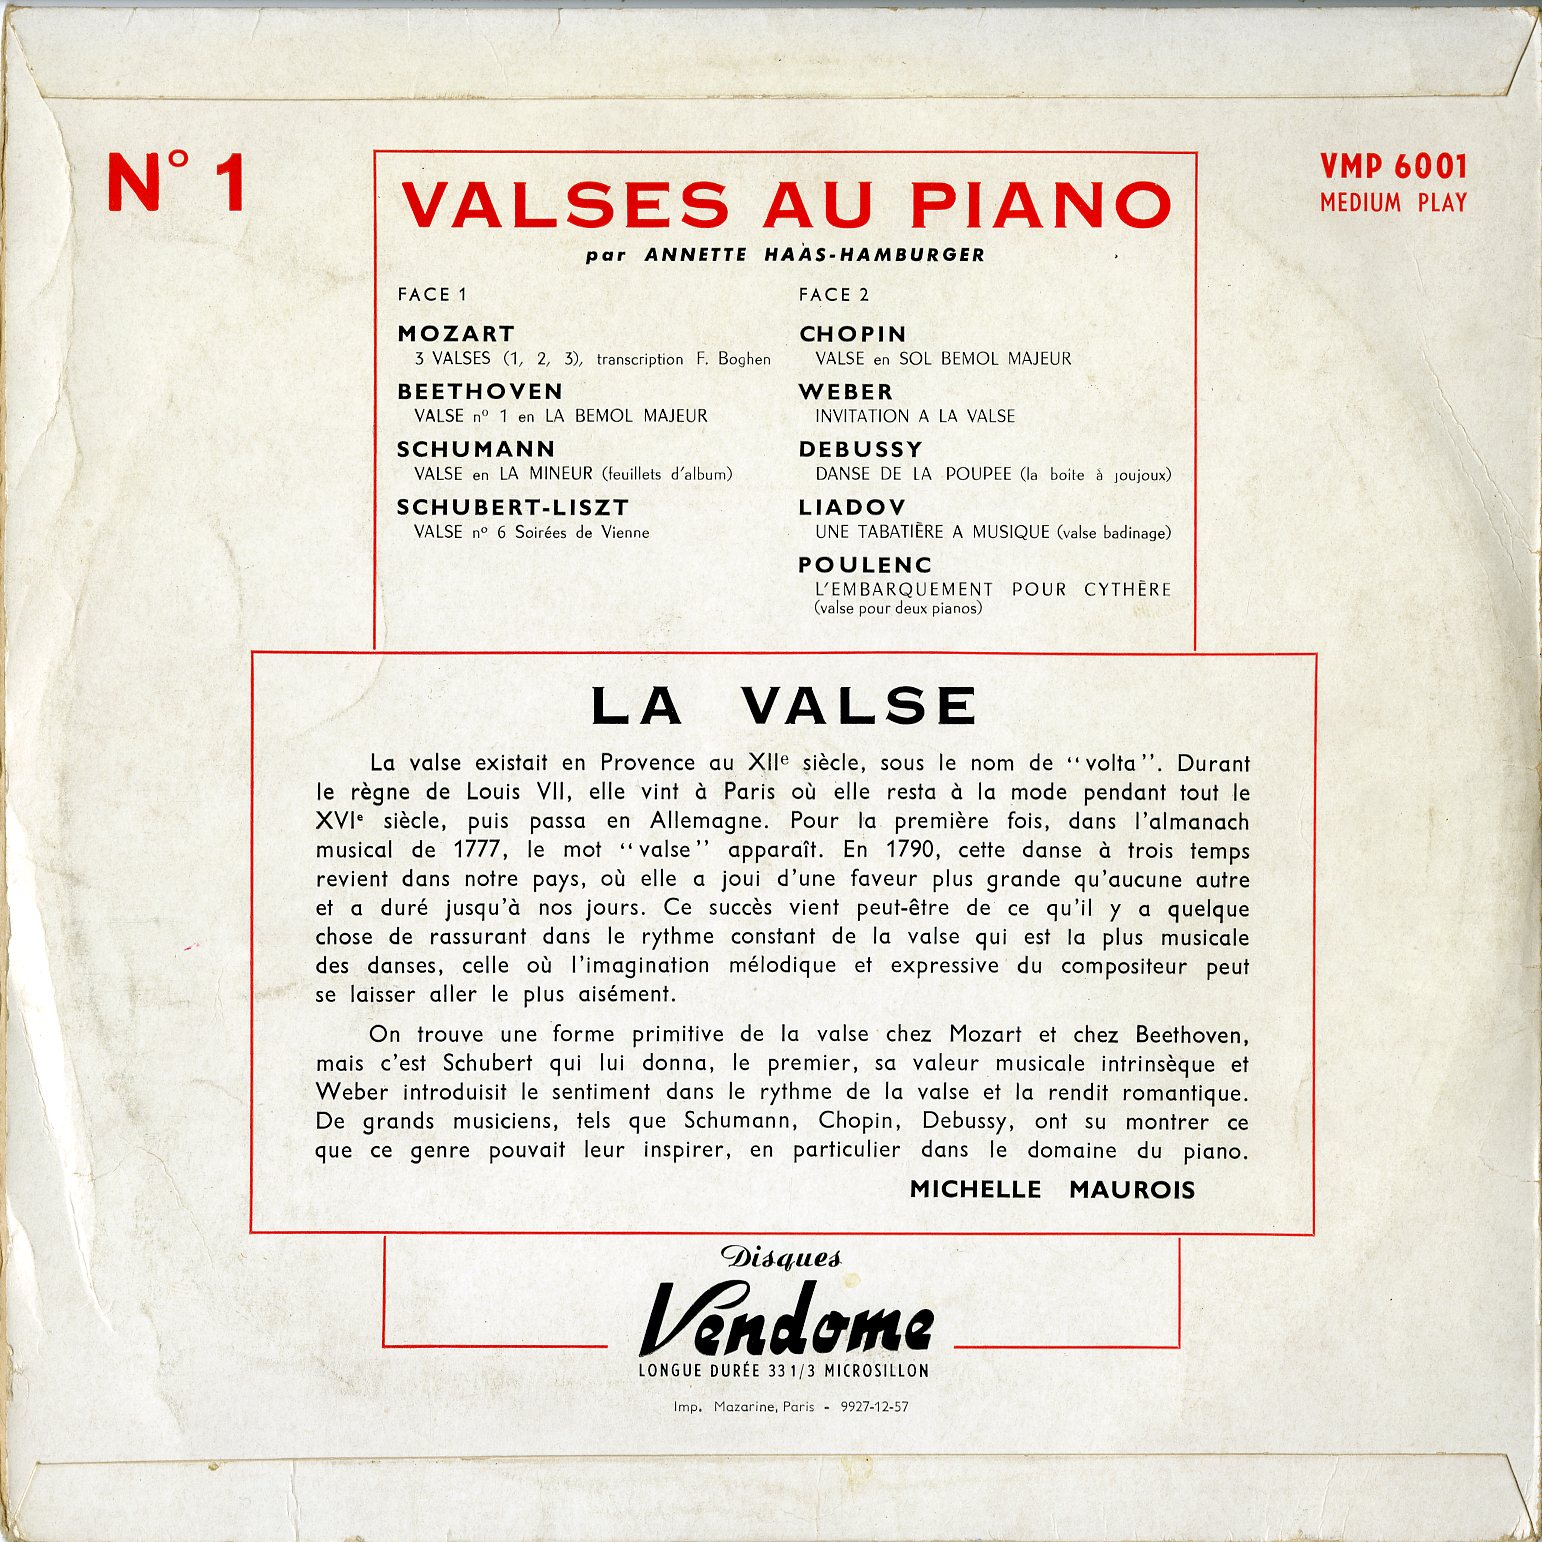 N° 1
VMP 6001
MEDIUM PLAY
VALSES AU PIANO
par ANNETTE HAAS-HAMBURGER
FACE 1
MOZART
3 VALSES (1, 2, 3), transcription F. Boghen
BEETHOVEN
VALSE nº 1 en LA BEMOL MAJEUR
SCHUMANN
VALSE en LA MINEUR (feuillets d'album)
SCHUBERT-LISZT
VALSE nº 6 Soirées de Vienne
FACE 2
CHOPIN
VALSE en SOL BEMOL MAJEUR
WEBER
INVITATION A LA VALSE
DEBUSSY
DANSE DE LA POUPEE (la boite à joujoux)
LIADOV
UNE TABATIÈRE A MUSIQUE (valse badinage)
POULENC
L'EMBARQUEMENT POUR CYTHÈRE
(valse pour deux pianos)
LA VALSE
La valse existait en Provence au XIIe siècle, sous le nom de "volta". Durant
le règne de Louis VII, elle vint à Paris où elle resta à la mode pendant tout le
XVIe siècle, puis passa en Allemagne. Pour la première fois, dans l'almanach
musical de 1777, le mot "valse" apparaît. En 1790, cette danse à trois temps
revient dans notre pays, où elle a joui d'une faveur plus grande qu'aucune autre
et a duré jusqu'à nos jours. Ce succès vient peut-être de ce qu'il y a quelque
chose de rassurant dans le rythme constant de la valse qui est la plus musicale
des danses, celle où l'imagination mélodique et expressive du compositeur peut
se laisser aller le plus aisément.
On trouve une forme primitive de la valse chez Mozart et chez Beethoven,
mais c'est Schubert qui lui donna, le premier, sa valeur musicale intrinsèque et
Weber introduisit le sentiment dans le rythme de la valse et la rendit romantique.
De grands musiciens, tels que Schumann, Chopin, Debussy, ont su montrer ce
que ce genre pouvait leur inspirer, en particulier dans le domaine du piano.
MICHELLE MAUROIS
Disques
Vendome
LONGUE DURÉE 33 1/3 MICROSILLON
Imp. Mazarine, Paris - 9927-12-57